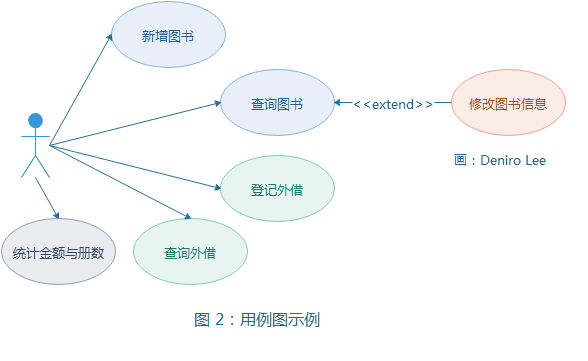 新增图书
查询图书
<<extend>>
修改图书信息
画：Deniro Lee
登记外借
统计金额与册数
查询外借
图 2：用例图示例